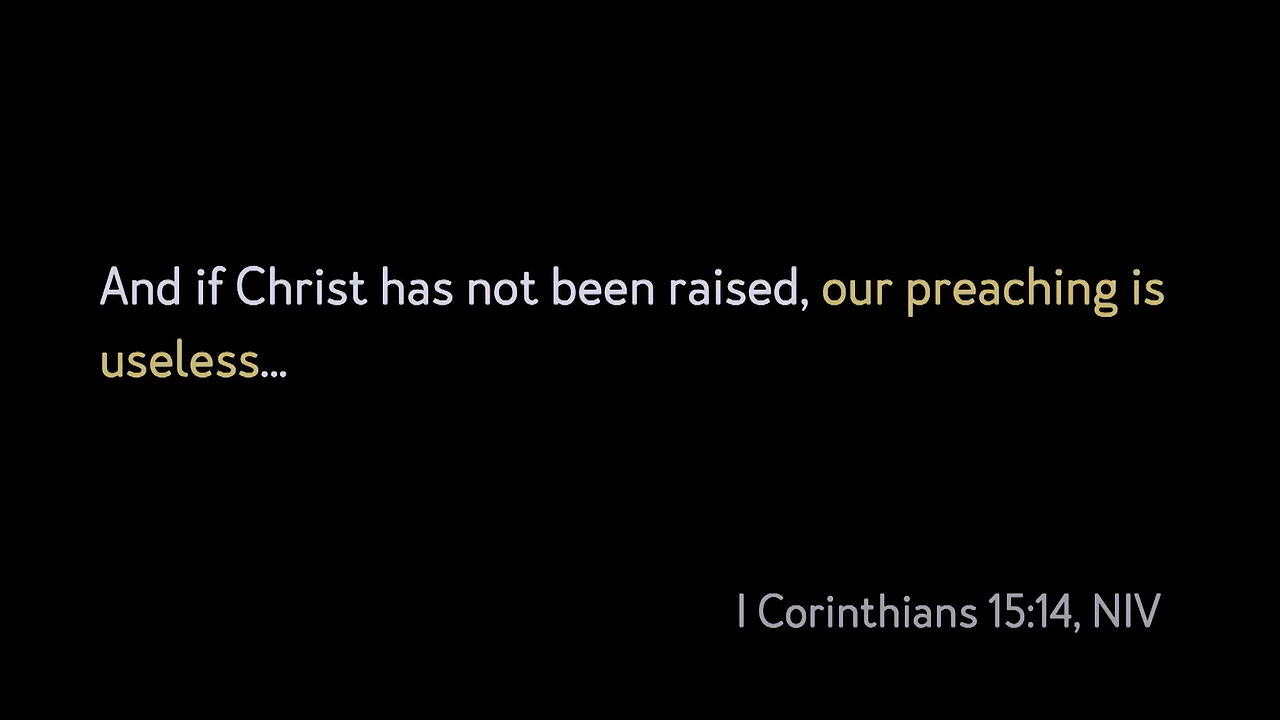 And if Christ has not been raised, our preaching is
useless...
I Corinthians 15:14, NIV